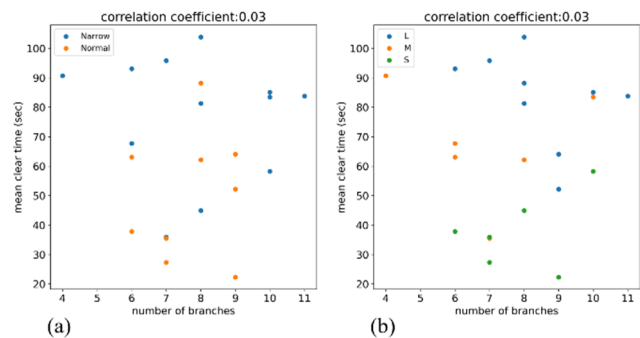 correlation coefficient:0.03
Narrow
Normal
100
90
80
70
60
50
40
30
20
mean clear time (sec)
4 5 6 7 8 9 10 11
number of branches
(a)
correlation coefficient:0.03
L
M
S
100
90
80
70
60
50
40
30
20
mean clear time (sec)
4 5 6 7 8 9 10 11
number of branches
(b)